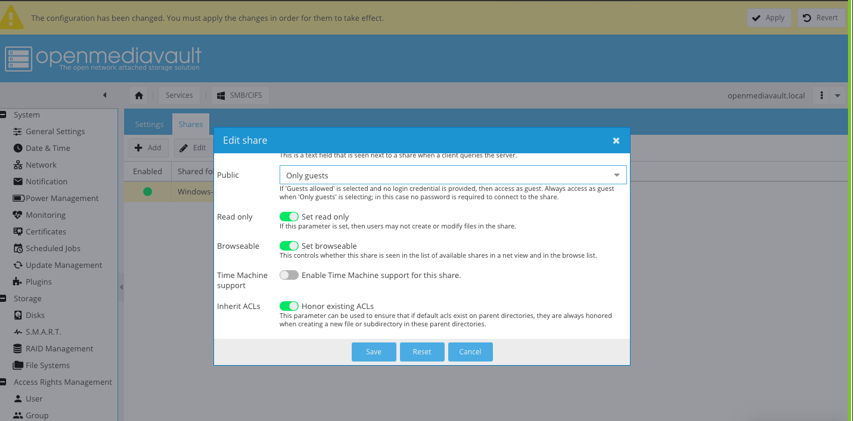 The configuration has been changed. You must apply the changes in order for them to take effect.
Apply
Revert
openmediavault
The open network attached storage solution
Services
SMB/CIFS
openmediavault.local
System
General Settings
Date & Time
Network
Notification
Power Management
Monitoring
Certificates
Scheduled Jobs
Update Management
Plugins
Storage
Disks
S.M.A.R.T.
RAID Management
File Systems
Access Rights Management
User
Group
Settings
Shares
Add
Edit
Enabled
Shared fo
Windows-
Edit share
This is a text field that is seen next to a share when a client queries the server.
Public
Only guests
If 'Guests allowed' is selected and no login credential is provided, then access as guest. Always access as guest
when 'Only guests' is selecting; in this case no password is required to connect to the share.
Read only
Set read only
If this parameter is set, then users may not create or modify files in the share.
Browseable
Set browseable
This controls whether this share is seen in the list of available shares in a net view and in the browse list.
Time Machine
support
Enable Time Machine support for this share.
Inherit ACLs
Honor existing ACLs
This parameter can be used to ensure that if default acls exist on parent directories, they are always honored
when creating a new file or subdirectory in these parent directories.
Save
Reset
Cancel